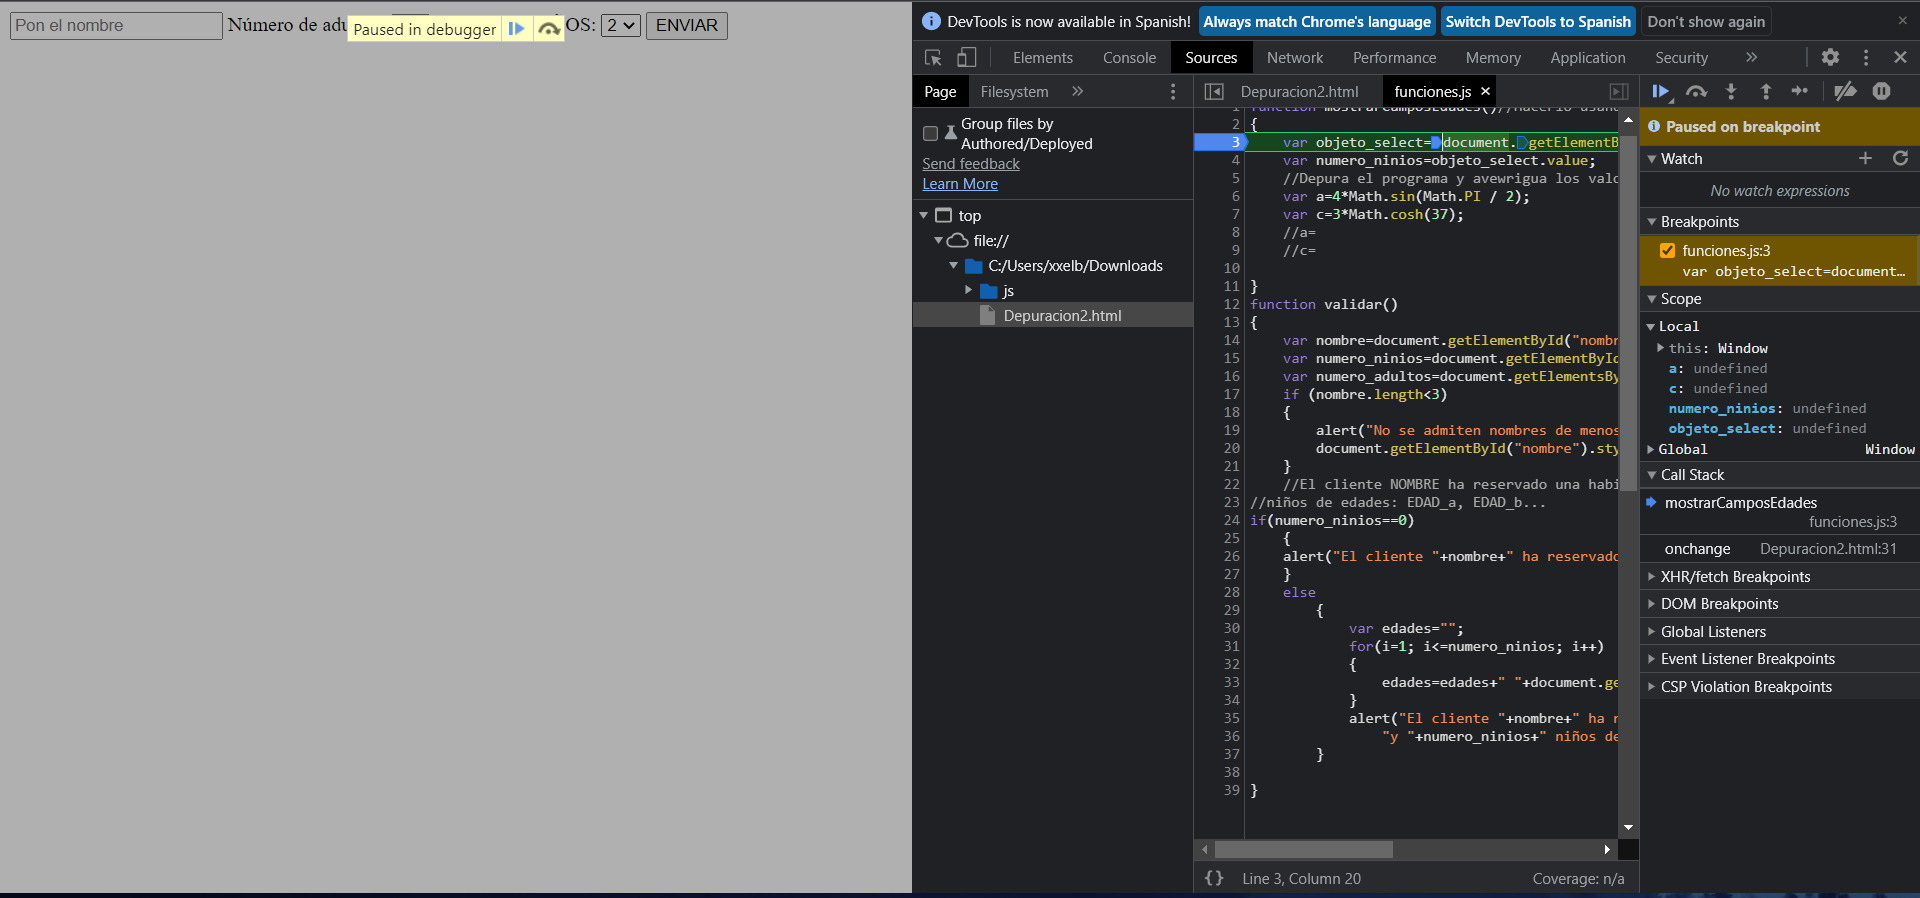 Pon el nombre Número de adu Paused in debugger OS: 2 ENVIAR
DevTools is now available in Spanish! Always match Chrome's language Switch DevTools to Spanish Don't show again
Elements Console Sources Network Performance Memory Application Security
Page Filesystem
Group files by
Authored/Deployed
Send feedback
Learn More
top
file://
C:/Users/xxelb/Downloads
js
Depuracion2.html
Depuracion2.html funciones.js
1 function mostrarCamposEdades()//Hacerlo usan
2 {
3 var objeto_select=document.getElementB
4 var numero_ninios=objeto_select.value;
5 //Depura el programa y avewrigua los valo
6 var a=4*Math.sin(Math.PI / 2);
7 var c=3*Math.cosh(37);
8 //a=
9 //c=
10
11 }
12 function validar()
13 {
14 var nombre=document.getElementById("nombr
15 var numero_ninios=document.getElementById
16 var numero_adultos=document.getElementsBy
17 if (nombre.length<3)
18 {
19 alert("No se admiten nombres de menos
20 document.getElementById("nombre").sty
21 }
22 //El cliente NOMBRE ha reservado una habi
23 //niños de edades: EDAD_a, EDAD_b...
24 if(numero_ninios==0)
25 {
26 alert("El cliente "+nombre+" ha reservado
27 }
28 else
29 {
30 var edades="";
31 for(i=1; i<=numero_ninios; i++)
32 {
33 edades=edades+" "+document.ge
34 }
35 alert("El cliente "+nombre+" ha r
36 "y "+numero_ninios+" niños de
37 }
38
39 }
{} Line 3, Column 20 Coverage: n/a
Paused on breakpoint
Watch
No watch expressions
Breakpoints
funciones.js:3
var objeto_select=document…
Scope
Local
this: Window
a: undefined
c: undefined
numero_ninios: undefined
objeto_select: undefined
Global Window
Call Stack
mostrarCamposEdades
funciones.js:3
onchange Depuracion2.html:31
XHR/fetch Breakpoints
DOM Breakpoints
Global Listeners
Event Listener Breakpoints
CSP Violation Breakpoints